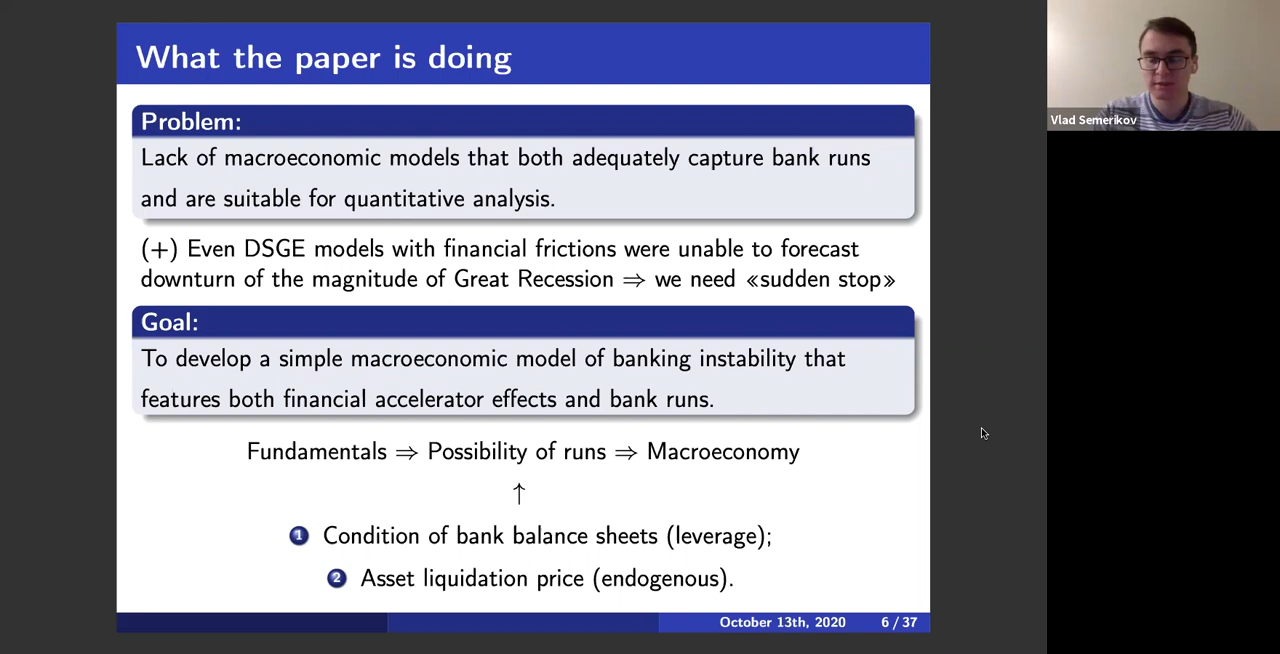 What the paper is doing
Vlad Semerikov
Problem:
Lack of macroeconomic models that both adequately capture bank runs
and are suitable for quantitative analysis.
(+) Even DSGE models with financial frictions were unable to forecast
downturn of the magnitude of Great Recession ⇒ we need «sudden stop»
Goal:
To develop a simple macroeconomic model of banking instability that
features both financial accelerator effects and bank runs.
Fundamentals ⇒ Possibility of runs ⇒ Macroeconomy
↑
1 Condition of bank balance sheets (leverage);
2 Asset liquidation price (endogenous).
October 13th, 2020 6 / 37